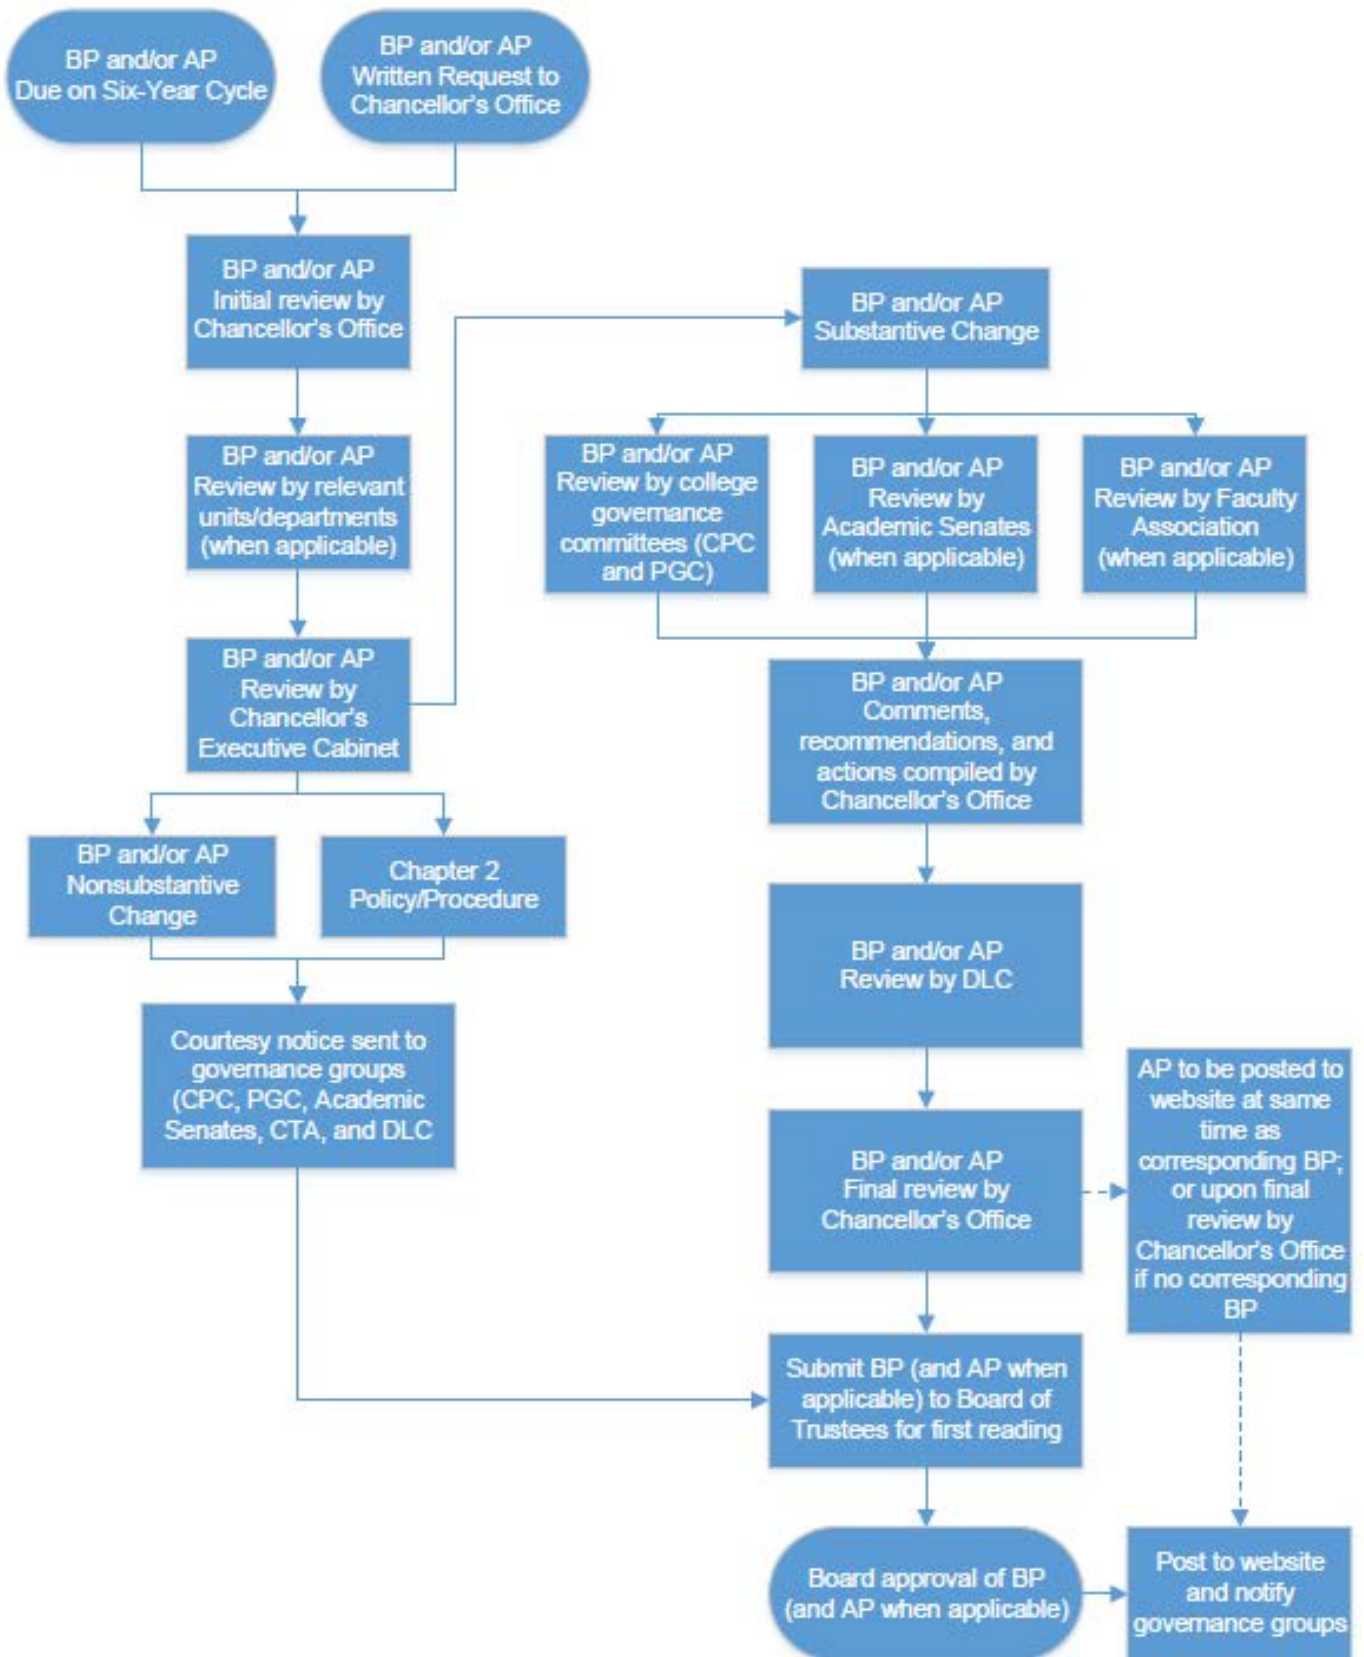 BP and/or AP
Due on Six-Year Cycle
BP and/or AP
Written Request to
Chancellor's Office
BP and/or AP
Initial review by
Chancellor's Office
BP and/or AP
Substantive Change
BP and/or AP
Review by relevant
units/departments
(when applicable)
BP and/or AP
Review by college
governance
committees (CPC
and PGC)
BP and/or AP
Review by
Academic Senates
(when applicable)
BP and/or AP
Review by Faculty
Association
(when applicable)
BP and/or AP
Review by
Chancellor's
Executive Cabinet
BP and/or AP
Comments,
recommendations, and
actions compiled by
Chancellor's Office
BP and/or AP
Nonsubstantive
Change
Chapter 2
Policy/Procedure
BP and/or AP
Review by DLC
Courtesy notice sent to
governance groups
(CPC, PGC, Academic
Senates, CTA, and DLC
BP and/or AP
Final review by
Chancellor's Office
AP to be posted to
website at same
time as
corresponding BP;
or upon final
review by
Chancellor's Office
if no corresponding
BP
Submit BP (and AP when
applicable) to Board of
Trustees for first reading
Board approval of BP
(and AP when applicable)
Post to website
and notify
governance groups